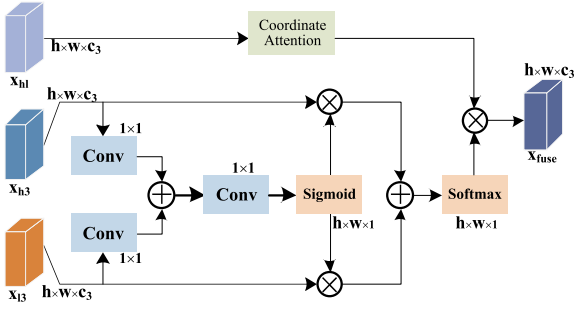 Coordinate
Attention
h×w×c₃
x_hl
h×w×c₃
x_fuse
h×w×c₃
x_h3
1×1
Conv
1×1
Conv
Sigmoid
h×w×1
Softmax
h×w×1
Conv
1×1
x_l3
h×w×c₃